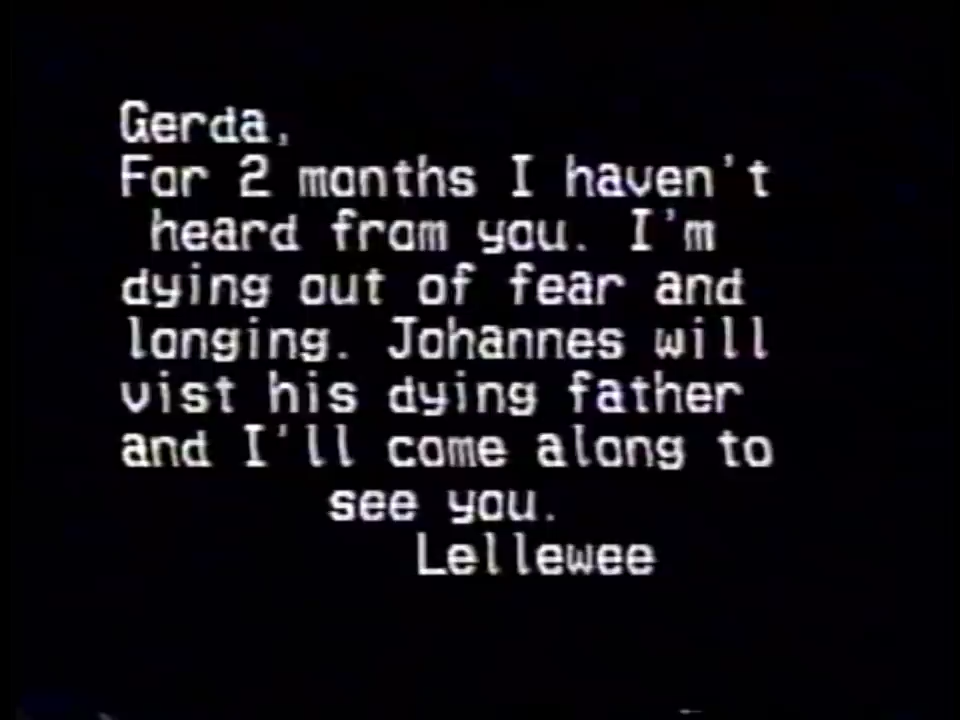 Gerda,
For 2 months I haven't
heard from you. I'm
dying out of fear and
longing. Johannes will
vist his dying father
and I'll come along to
see you.
Lellewee